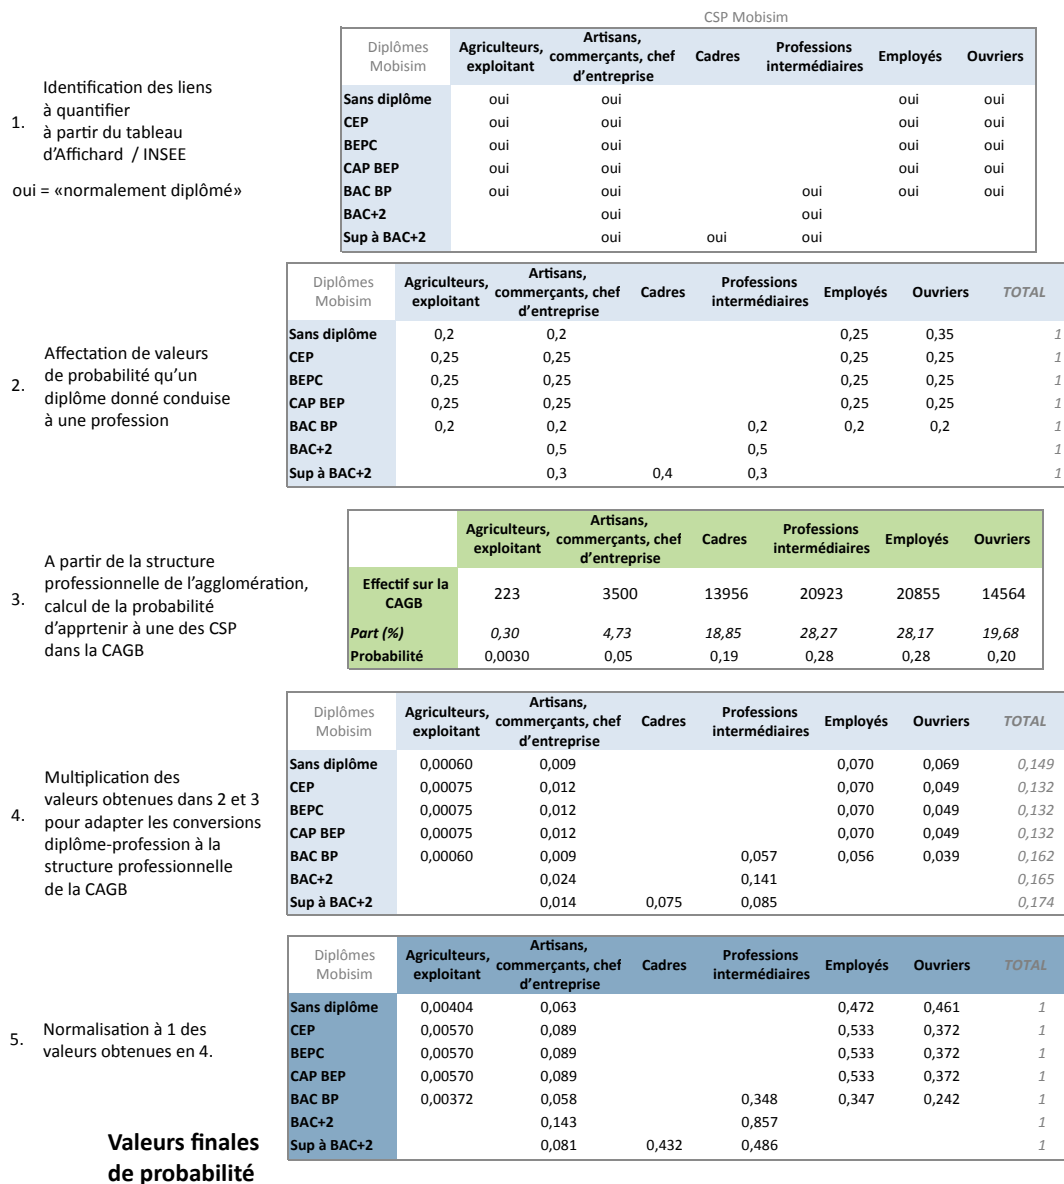 CSP Mobisim
1. Identification des liens
à quantifier
à partir du tableau
d'Affichard / INSEE
oui = «normalement diplômé»
Diplômes Mobisim Agriculteurs, exploitant Artisans, commerçants, chef d'entreprise Cadres Professions intermédiaires Employés Ouvriers
Sans diplôme oui oui oui oui
CEP oui oui oui oui
BEPC oui oui oui oui
CAP BEP oui oui oui oui
BAC BP oui oui oui oui oui
BAC+2 oui oui
Sup à BAC+2 oui oui oui
2. Affectation de valeurs
de probabilité qu'un
diplôme donné conduise
à une profession
Diplômes Mobisim Agriculteurs, exploitant Artisans, commerçants, chef d'entreprise Cadres Professions intermédiaires Employés Ouvriers TOTAL
Sans diplôme 0,2 0,2 0,25 0,35 1
CEP 0,25 0,25 0,25 0,25 1
BEPC 0,25 0,25 0,25 0,25 1
CAP BEP 0,25 0,25 0,25 0,25 1
BAC BP 0,2 0,2 0,2 0,2 0,2 1
BAC+2 0,5 0,5 1
Sup à BAC+2 0,3 0,4 0,3 1
3. A partir de la structure
professionnelle de l'agglomération,
calcul de la probabilité
d'apprtenir à une des CSP
dans la CAGB
Agriculteurs, exploitant Artisans, commerçants, chef d'entreprise Cadres Professions intermédiaires Employés Ouvriers
Effectif sur la CAGB 223 3500 13956 20923 20855 14564
Part (%) 0,30 4,73 18,85 28,27 28,17 19,68
Probabilité 0,0030 0,05 0,19 0,28 0,28 0,20
4. Multiplication des
valeurs obtenues dans 2 et 3
pour adapter les conversions
diplôme-profession à la
structure professionnelle
de la CAGB
Diplômes Mobisim Agriculteurs, exploitant Artisans, commerçants, chef d'entreprise Cadres Professions intermédiaires Employés Ouvriers TOTAL
Sans diplôme 0,00060 0,009 0,070 0,069 0,149
CEP 0,00075 0,012 0,070 0,049 0,132
BEPC 0,00075 0,012 0,070 0,049 0,132
CAP BEP 0,00075 0,012 0,070 0,049 0,132
BAC BP 0,00060 0,009 0,057 0,056 0,039 0,162
BAC+2 0,024 0,141 0,165
Sup à BAC+2 0,014 0,075 0,085 0,174
5. Normalisation à 1 des
valeurs obtenues en 4.
Diplômes Mobisim Agriculteurs, exploitant Artisans, commerçants, chef d'entreprise Cadres Professions intermédiaires Employés Ouvriers TOTAL
Sans diplôme 0,00404 0,063 0,472 0,461 1
CEP 0,00570 0,089 0,533 0,372 1
BEPC 0,00570 0,089 0,533 0,372 1
CAP BEP 0,00570 0,089 0,533 0,372 1
BAC BP 0,00372 0,058 0,348 0,347 0,242 1
BAC+2 0,143 0,857 1
Sup à BAC+2 0,081 0,432 0,486 1
Valeurs finales
de probabilité